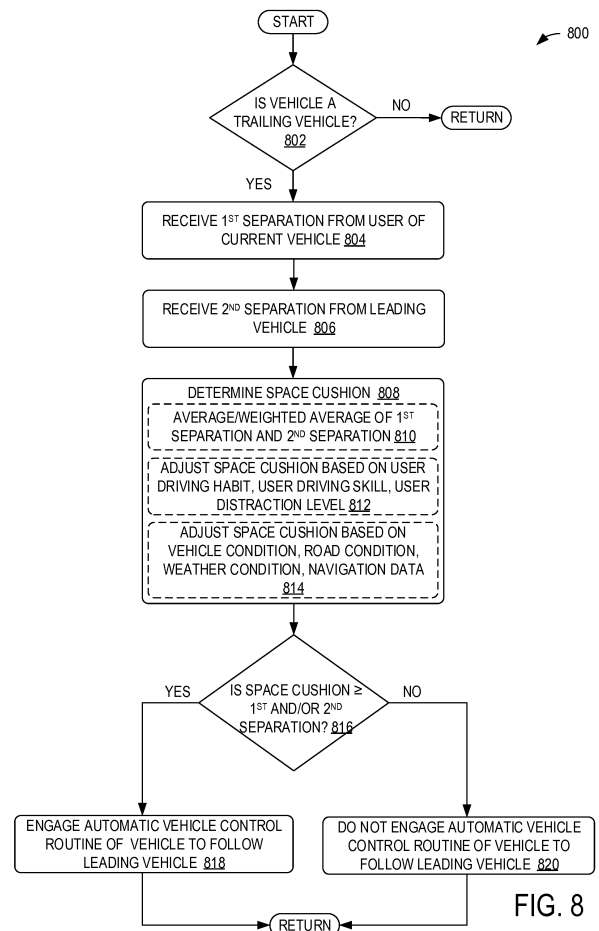 START
800
IS VEHICLE A
TRAILING VEHICLE?
802
NO
RETURN
YES
RECEIVE 1ST SEPARATION FROM USER OF
CURRENT VEHICLE 804
RECEIVE 2ND SEPARATION FROM LEADING
VEHICLE 806
DETERMINE SPACE CUSHION 808
AVERAGE/WEIGHTED AVERAGE OF 1ST
SEPARATION AND 2ND SEPARATION 810
ADJUST SPACE CUSHION BASED ON USER
DRIVING HABIT, USER DRIVING SKILL, USER
DISTRACTION LEVEL 812
ADJUST SPACE CUSHION BASED ON
VEHICLE CONDITION, ROAD CONDITION,
WEATHER CONDITION, NAVIGATION DATA
814
YES
IS SPACE CUSHION ≥
1ST AND/OR 2ND
SEPARATION? 816
NO
ENGAGE AUTOMATIC VEHICLE CONTROL
ROUTINE OF VEHICLE TO FOLLOW
LEADING VEHICLE 818
DO NOT ENGAGE AUTOMATIC VEHICLE
CONTROL ROUTINE OF VEHICLE TO
FOLLOW LEADING VEHICLE 820
RETURN
FIG. 8